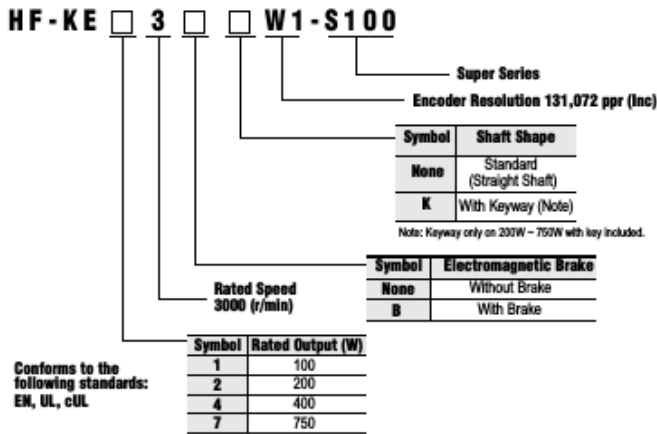 HF-KE □ 3 □ □ W1-S100
Super Series
Encoder Resolution 131,072 ppr (Inc)
Symbol Shaft Shape
None Standard
(Straight Shaft)
K With Keyway (Note)
Note: Keyway only on 200W – 750W with key included.
Symbol Electromagnetic Brake
None Without Brake
B With Brake
Rated Speed
3000 (r/min)
Symbol Rated Output (W)
1 100
2 200
4 400
7 750
Conforms to the
following standards:
EN, UL, cUL